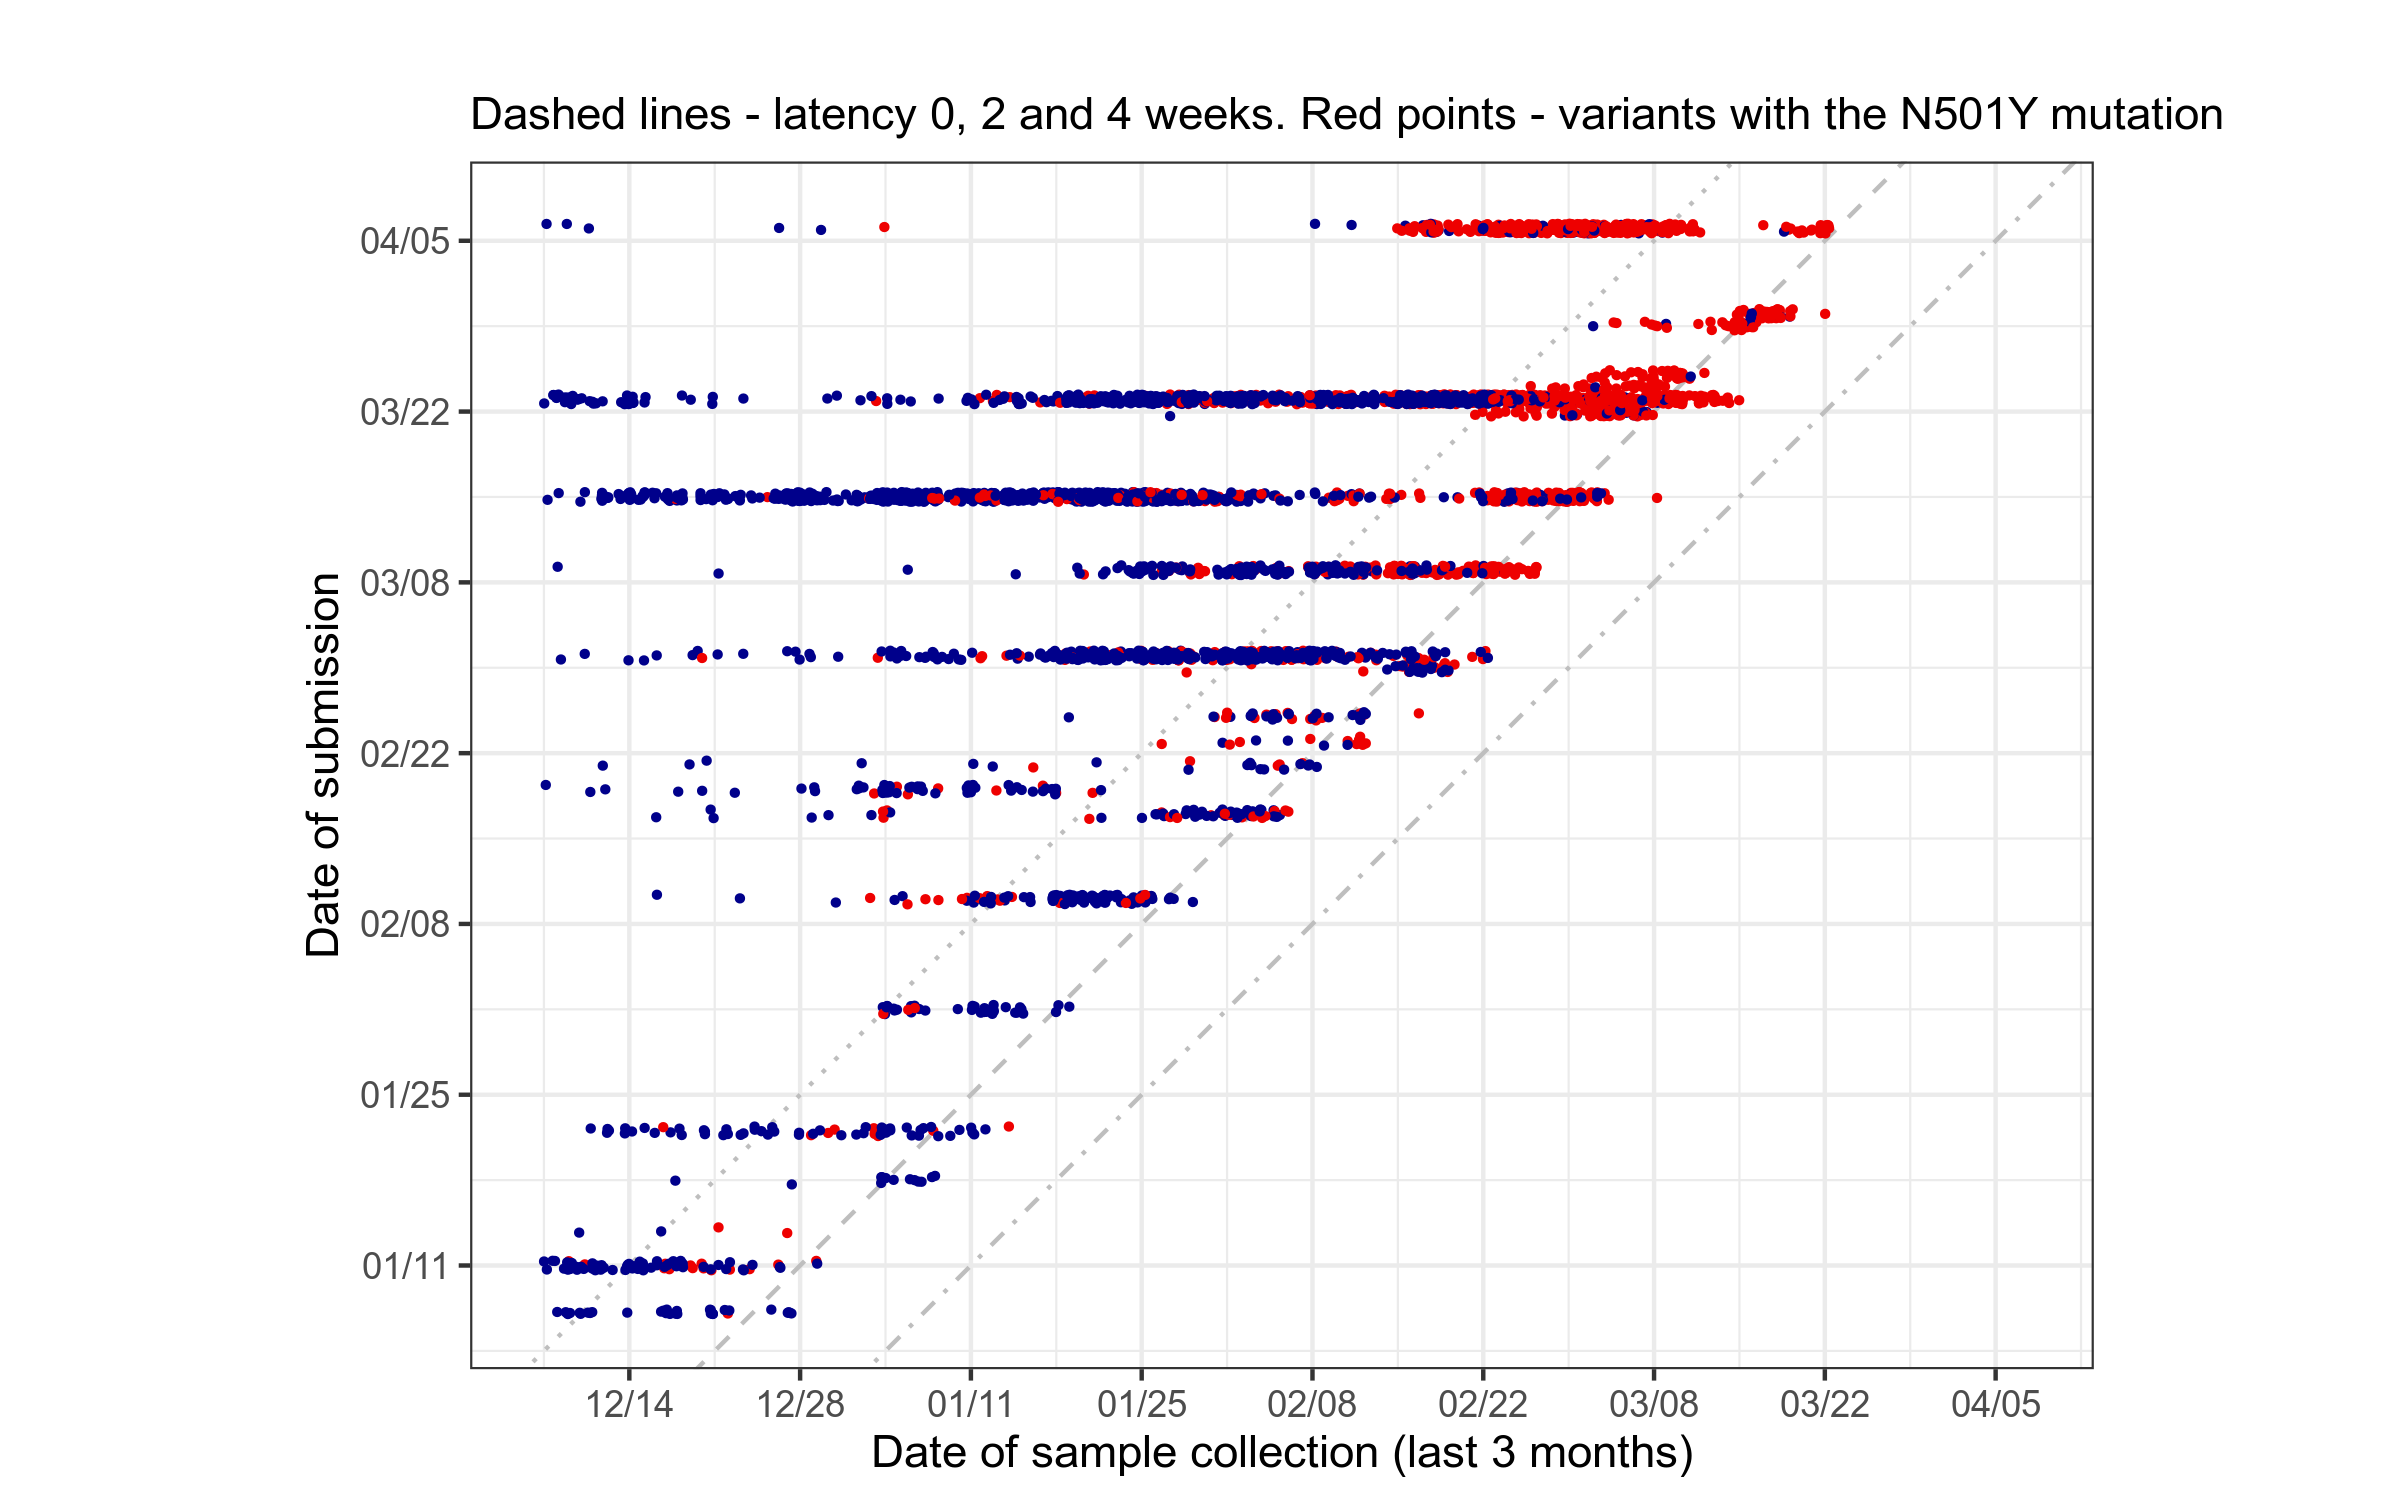 Dashed lines - latency 0, 2 and 4 weeks. Red points - variants with the N501Y mutation
Date of submission
04/05
03/22
03/08
02/22
02/08
01/25
01/11
12/14 12/28 01/11 01/25 02/08 02/22 03/08 03/22 04/05
Date of sample collection (last 3 months)